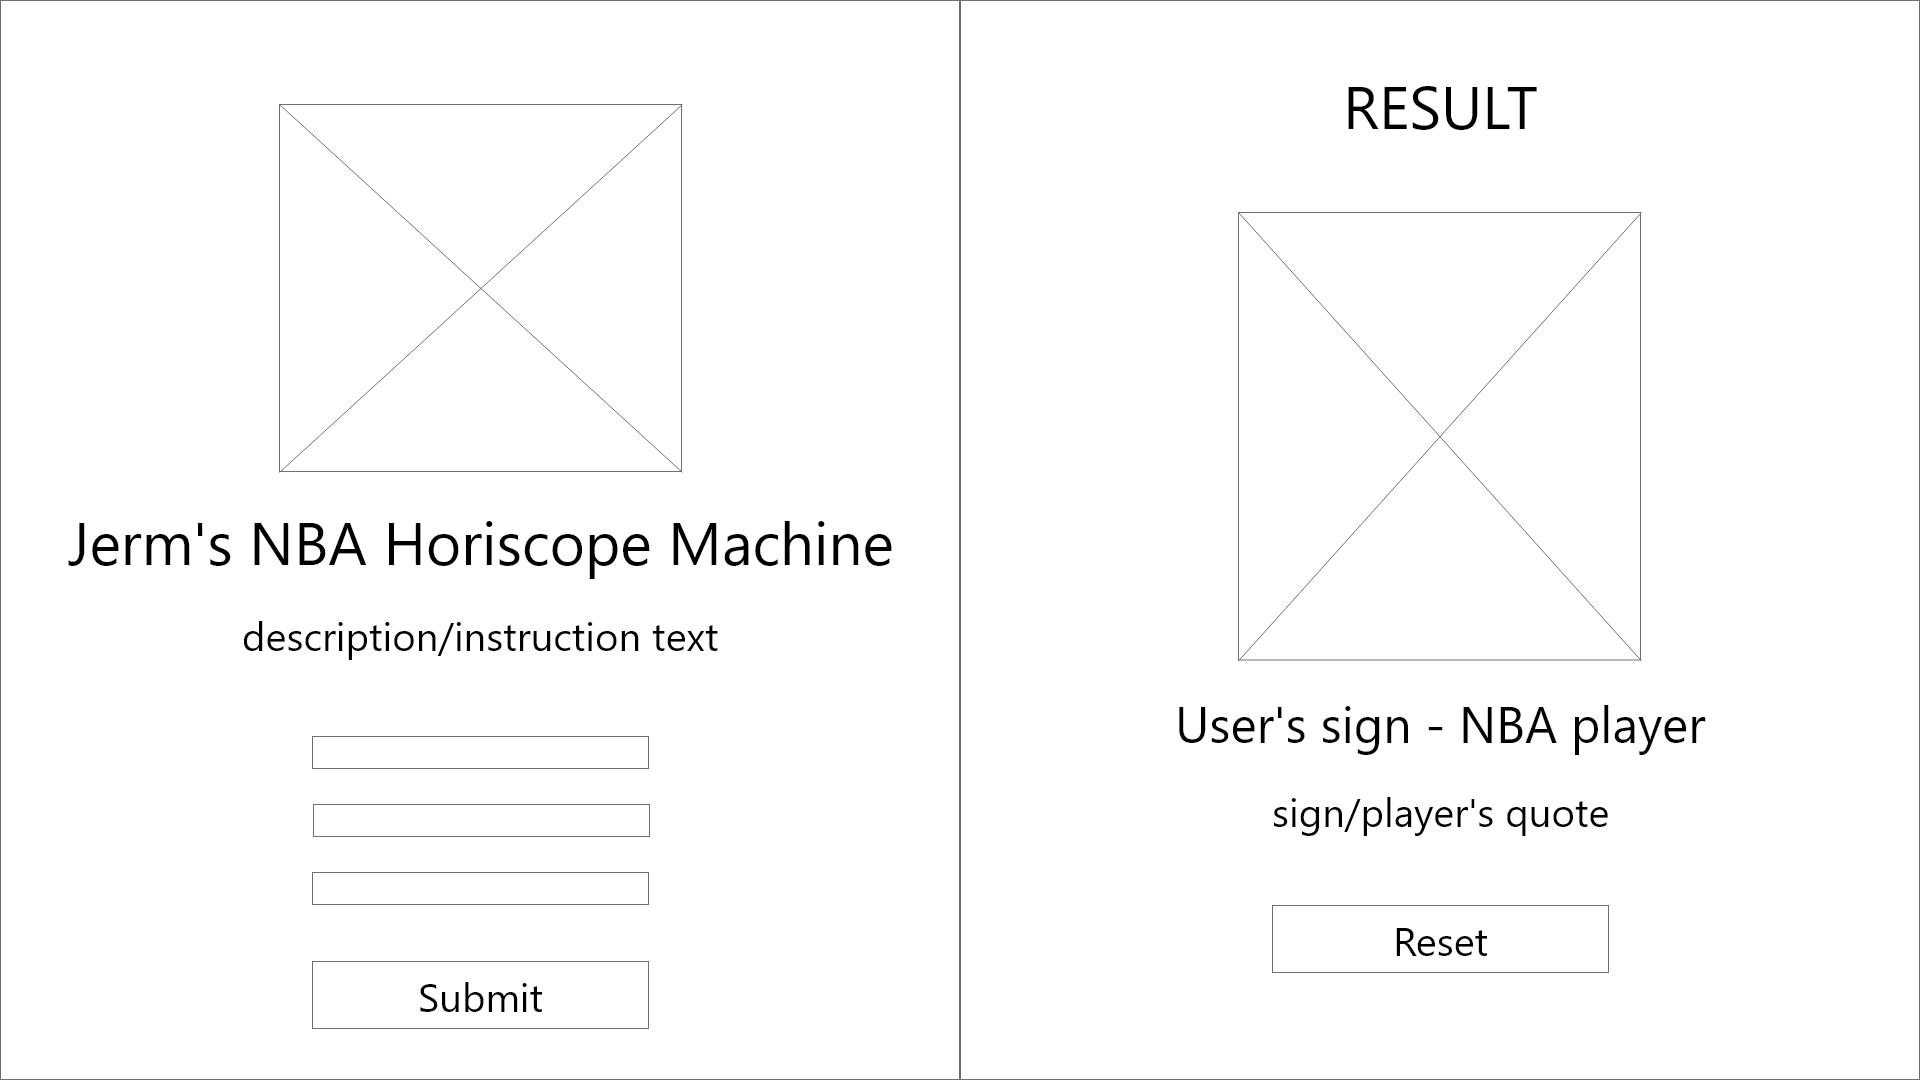 Jerm's NBA Horiscope Machine
description/instruction text
Submit
RESULT
User's sign - NBA player
sign/player's quote
Reset